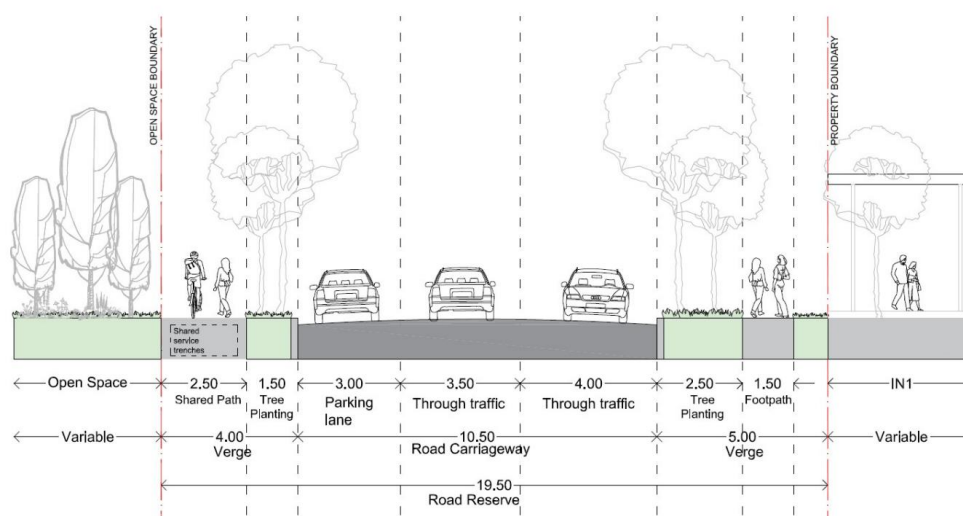 OPEN SPACE BOUNDARY
PROPERTY BOUNDARY
Shared
service
trenches
Open Space 2.50 1.50 3.00 3.50 4.00 2.50 1.50 IN1
Shared Path Tree Planting Parking lane Through traffic Through traffic Tree Planting Footpath
Variable 4.00 10.50 5.00 Variable
Verge Road Carriageway Verge
19.50
Road Reserve